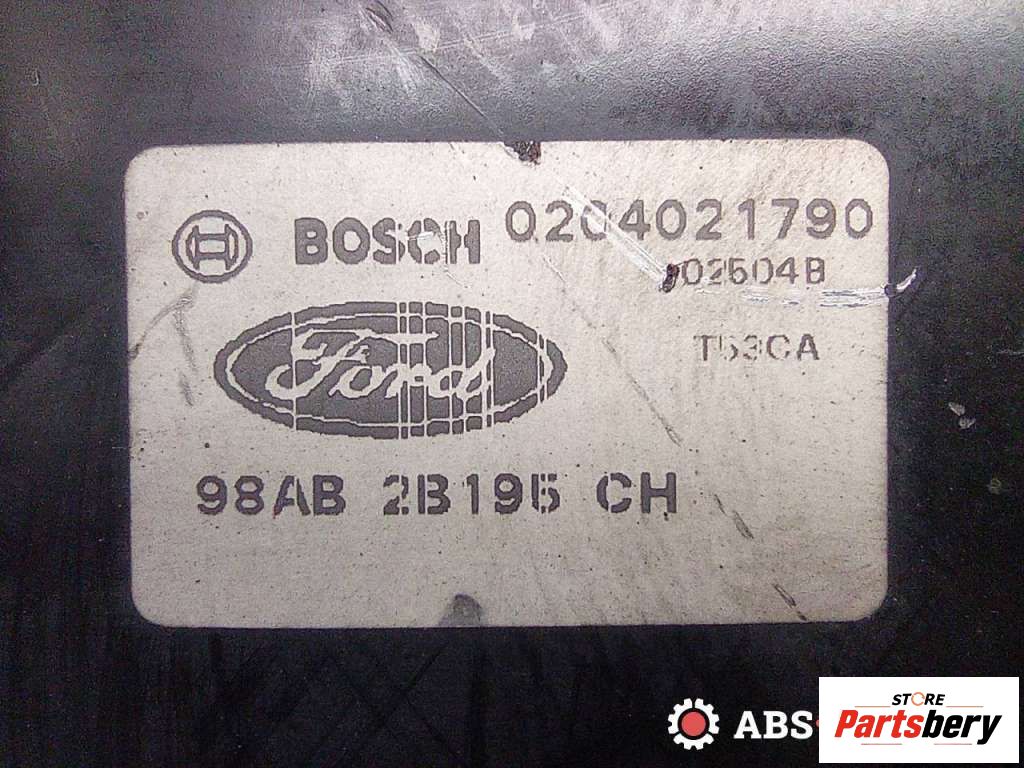 BOSCH 0204021790
02504B
Ford
T53CA
98AB 2B195 CH
ABS-
STORE
Partsbery